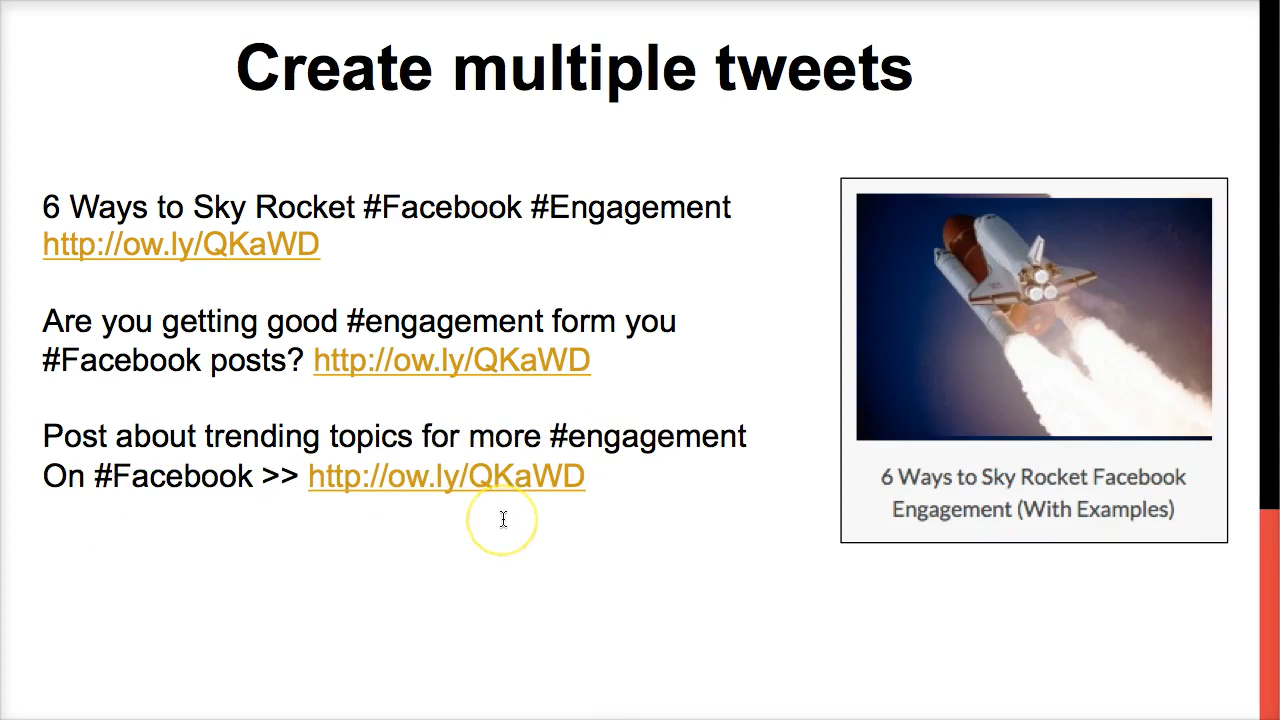 Create multiple tweets
6 Ways to Sky Rocket #Facebook #Engagement
http://ow.ly/QKaWD
Are you getting good #engagement form you
#Facebook posts? http://ow.ly/QKaWD
Post about trending topics for more #engagement
On #Facebook >> http://ow.ly/QKaWD
6 Ways to Sky Rocket Facebook
Engagement (With Examples)